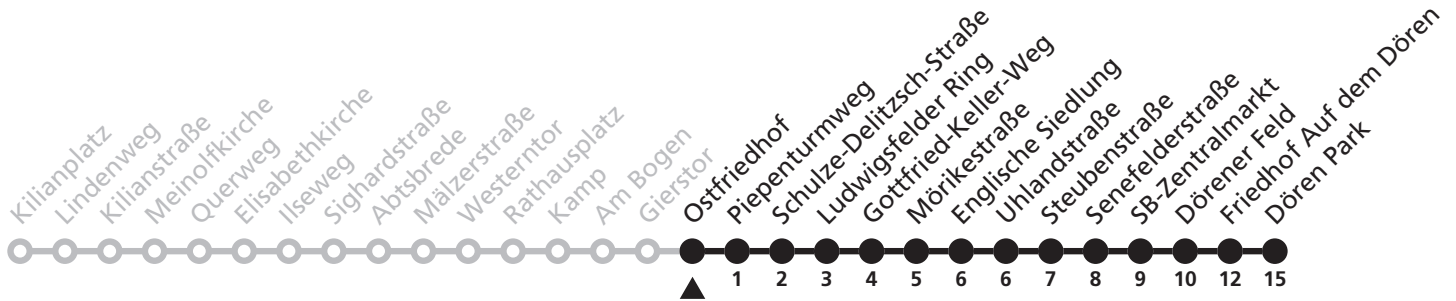 Kilianplatz
Lindenweg
Kilianstraße
Meinolfkirche
Querweg
Elisabethkirche
Ilseweg
Sighardstraße
Abtsbrede
Mälzerstraße
Westerntor
Rathausplatz
Kamp
Am Bogen
Gierstor
Ostfriedhof
Piepenturmweg
Schulze-Delitzsch-Straße
Ludwigsfelder Ring
Gottfried-Keller-Weg
Mörikestraße
Englische Siedlung
Uhlandstraße
Steubenstraße
Senefelderstraße
SB-Zentralmarkt
Dörener Feld
Friedhof Auf dem Dören
Dören Park
1 2 3 4 5 6 6 7 8 9 10 12 15